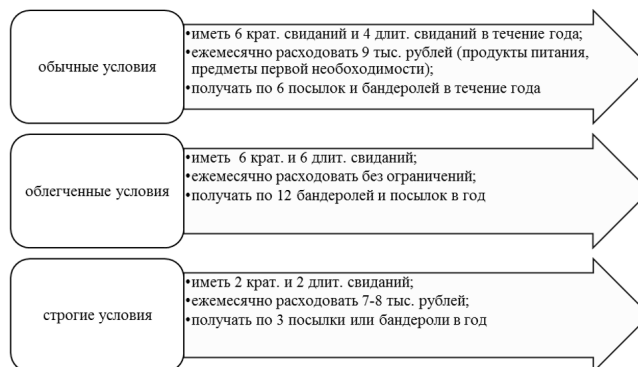 обычные условия
•иметь 6 крат. свиданий и 4 длит. свиданий в течение года;
•ежемесячно расходовать 9 тыс. рублей (продукты питания,
предметы первой необоходимости);
•получать по 6 посылок и бандеролей в течение года
облегченные условия
•иметь 6 крат. и 6 длит. свиданий;
•ежемесячно расходовать без ограничений;
•получать по 12 бандеролей и посылок в год
строгие условия
•иметь 2 крат. и 2 длит. свиданий;
•ежемесячно расходовать 7-8 тыс. рублей;
•получать по 3 посылки или бандероли в год